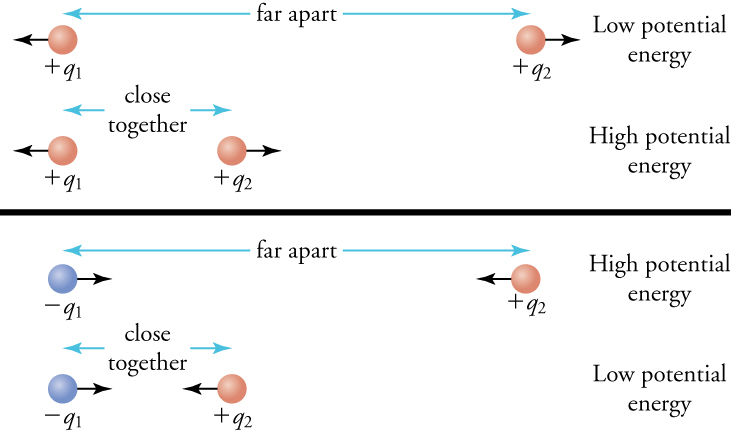 far apart
Low potential
energy
+q₁
+q₂
close
together
High potential
energy
+q₁
+q₂
far apart
High potential
energy
−q₁
+q₂
close
together
Low potential
energy
−q₁
+q₂